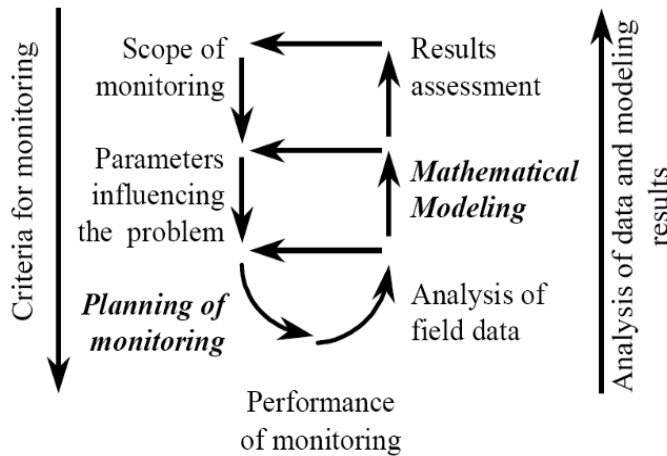 Criteria for monitoring
Scope of
monitoring
Parameters
influencing
the problem
Planning of
monitoring
Performance
of monitoring
Results
assessment
Mathematical
Modeling
Analysis of
field data
Analysis of data and modeling
results